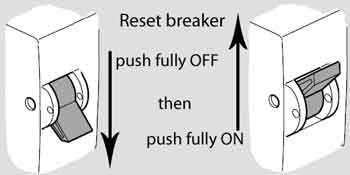 Reset breaker
push fully OFF
then
push fully ON